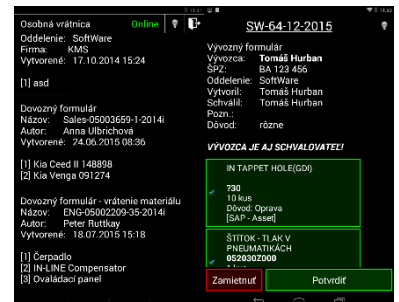 Osobná vrátnica Online
Oddelenie: SoftWare
Firma: KMS
Vytvorené: 17.10.2014 15:24
[1] asd
Dovozný formulár
Názov: Sales-05003659-1-2014i
Autor: Anna Ulbrichová
Vytvorené: 24.06.2015 08:36
[1] Kia Ceed II 148898
[2] Kia Venga 091274
Dovozný formulár - vrátenie materiálu
Názov: ENG-05002209-35-2014i
Autor: Peter Ruttkay
Vytvorené: 18.07.2015 15:18
[1] Čerpadlo
[2] IN-LINE Compensator
[3] Ovaládací panel
SW-64-12-2015
Vývozný formulár
Vývozca: Tomáš Hurban
ŠPZ: BA 123 456
Oddelenie: SoftWare
Vytvoril: Tomáš Hurban
Schválil: Tomáš Hurban
Pozn.:
Dôvod: rôzne
VÝVOZCA JE AJ SCHVALOVATEĽ!
IN TAPPET HOLE(GDI)
?30
10 kus
Dôvod: Oprava
[SAP - Asset]
ŠTÍTOK - TLAK V
PNEUMATIKÁCH
052030Z000
Zamietnuť Potvrdiť